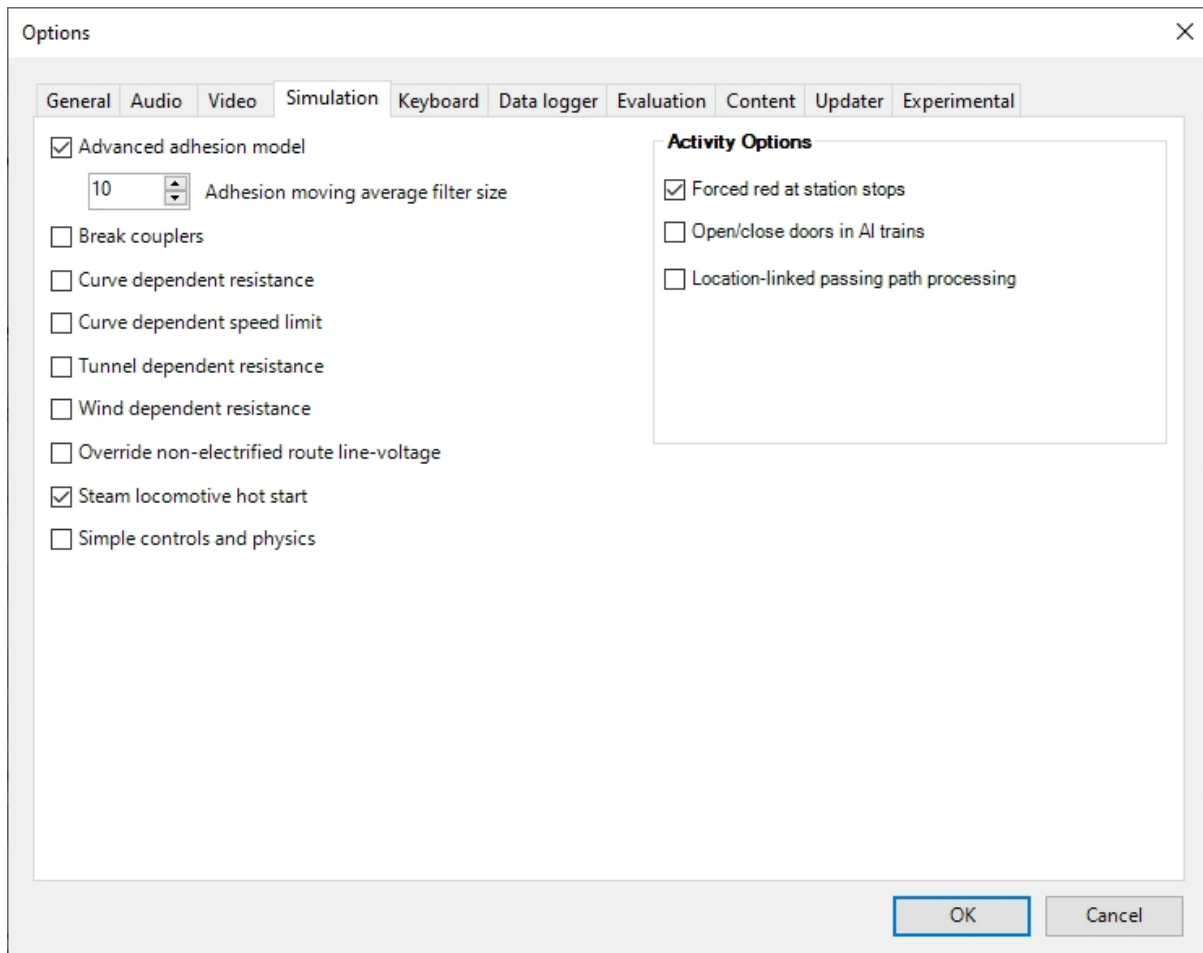 Options
General Audio Video Simulation Keyboard Data logger Evaluation Content Updater Experimental
Advanced adhesion model
10 Adhesion moving average filter size
Break couplers
Curve dependent resistance
Curve dependent speed limit
Tunnel dependent resistance
Wind dependent resistance
Override non-electrified route line-voltage
Steam locomotive hot start
Simple controls and physics
Activity Options
Forced red at station stops
Open/close doors in AI trains
Location-linked passing path processing
OK Cancel